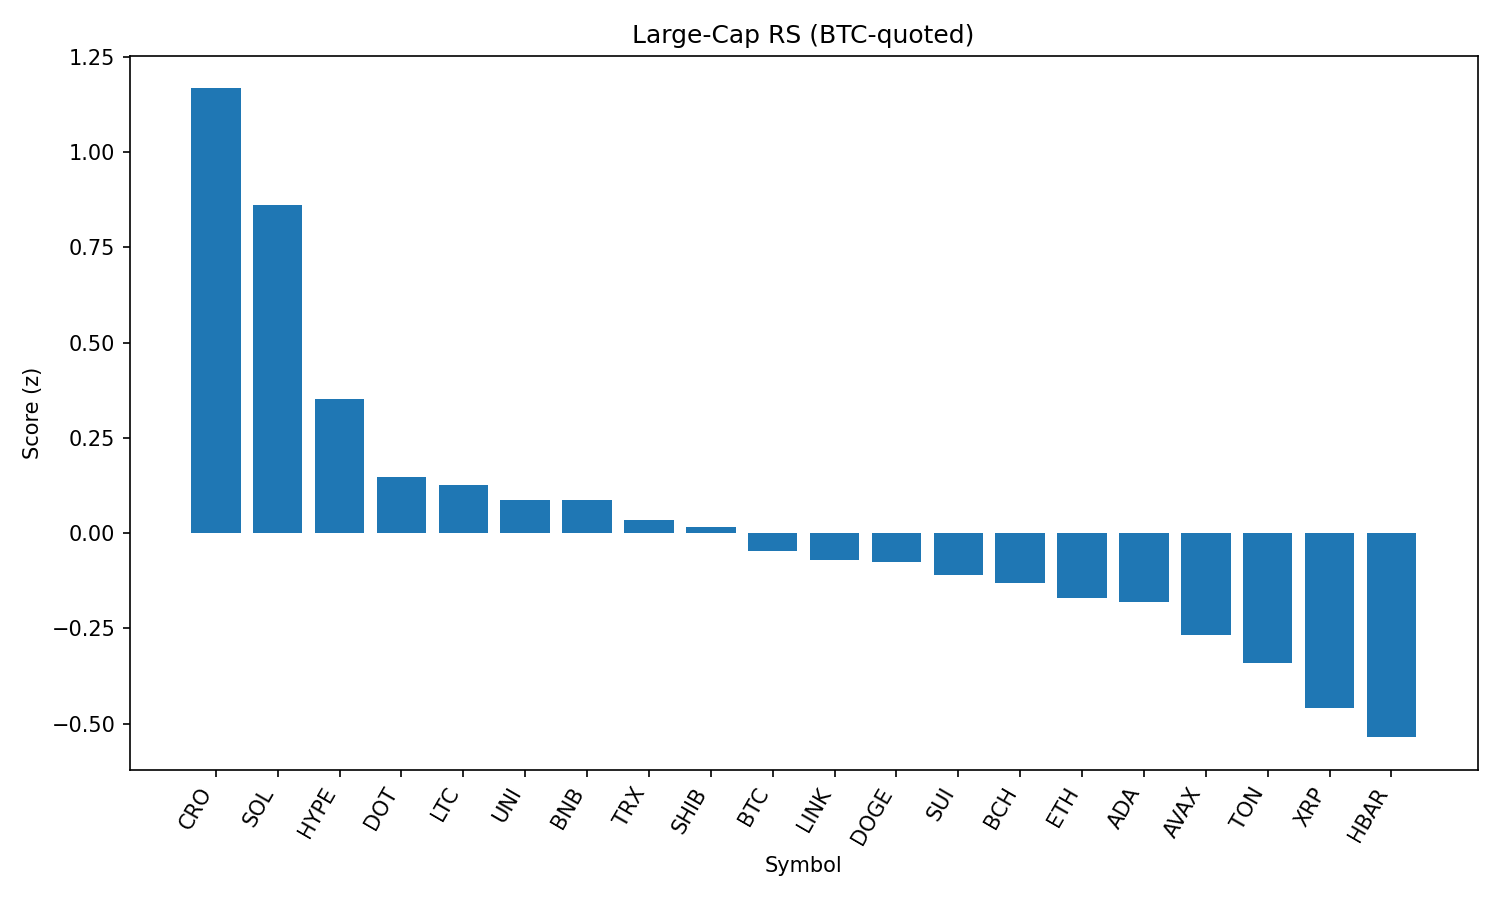 Large-Cap RS (BTC-quoted)
1.25
1.00
0.75
0.50
0.25
0.00
−0.25
−0.50
Score (z)
CRO
SOL
HYPE
DOT
LTC
UNI
BNB
TRX
SHIB
BTC
LINK
DOGE
SUI
BCH
ETH
ADA
AVAX
TON
XRP
HBAR
Symbol